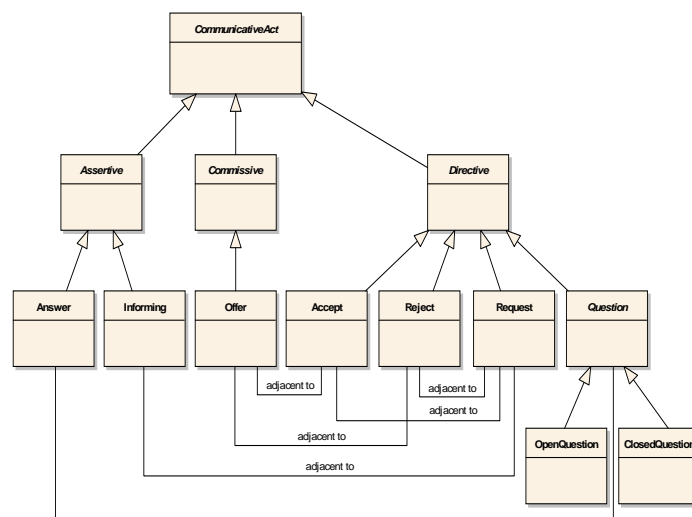 CommunicativeAct
Assertive
Commissive
Directive
Answer
Informing
Offer
Accept
Reject
Request
Question
adjacent to
adjacent to
adjacent to
adjacent to
adjacent to
OpenQuestion
ClosedQuestion